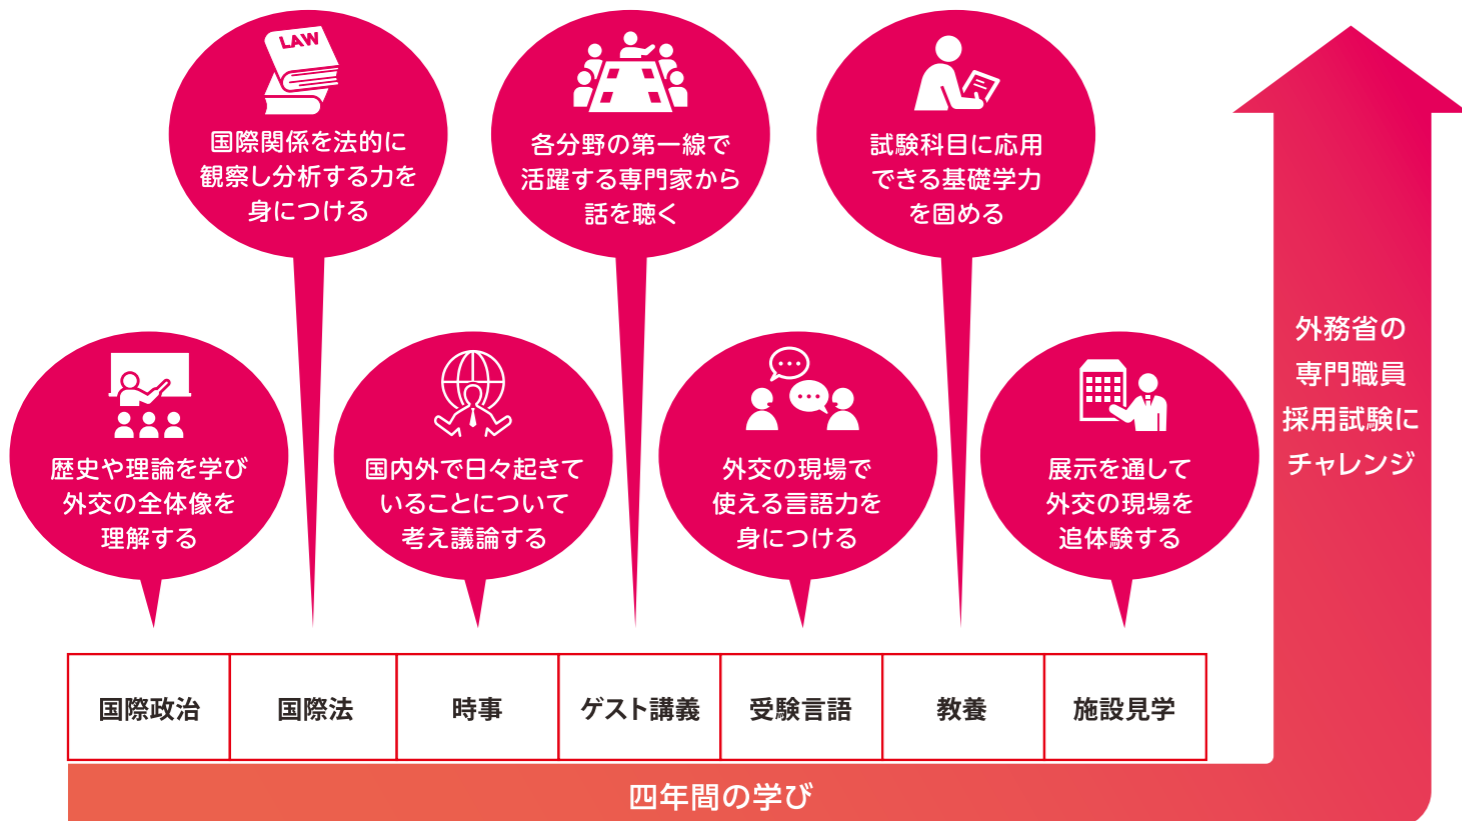 LAW
国際関係を法的に
観察し分析する力を
身につける
各分野の第一線で
活躍する専門家から
話を聴く
試験科目に応用
できる基礎学力
を固める
歴史や理論を学び
外交の全体像を
理解する
国内外で日々起きて
いることについて
考え議論する
外交の現場で
使える言語力を
身につける
展示を通して
外交の現場を
追体験する
外務省の
専門職員
採用試験に
チャレンジ
国際政治
国際法
時事
ゲスト講義
受験言語
教養
施設見学
四年間の学び